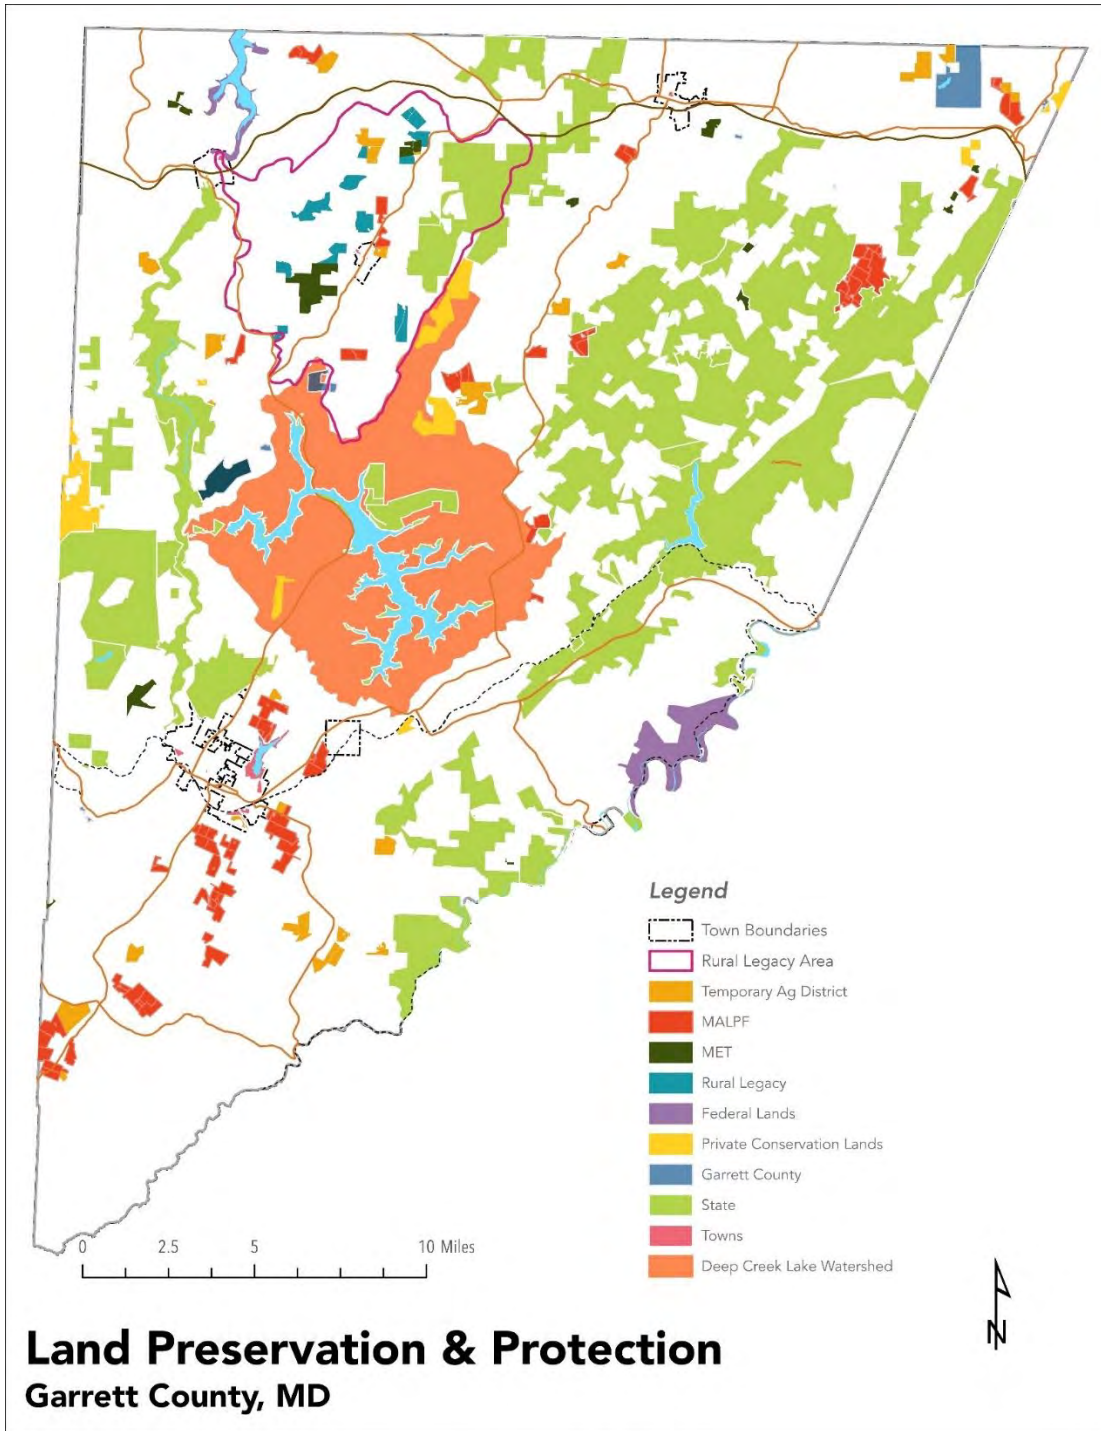 Legend
Town Boundaries
Rural Legacy Area
Temporary Ag District
MALPF
MET
Rural Legacy
Federal Lands
Private Conservation Lands
Garrett County
State
Towns
Deep Creek Lake Watershed
0 2.5 5 10 Miles
N
Land Preservation & Protection
Garrett County, MD